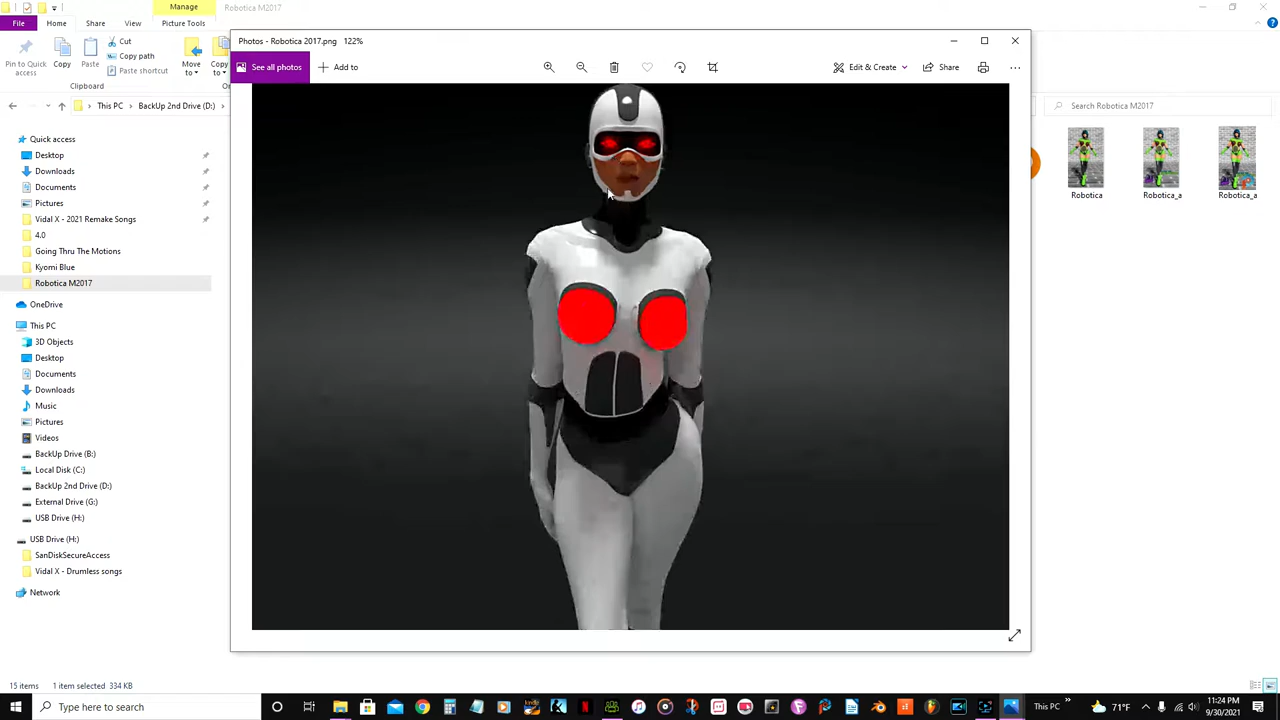 Manage
Robotica M2017
File
Home
Share
View
Picture Tools
Pin to Quick
access
Copy
Paste
Cut
Copy path
Paste shortcut
Clipboard
Move
to
Copy
to
This PC
BackUp 2nd Drive (D:)
Search Robotica M2017
Quick access
Desktop
Downloads
Documents
Pictures
Vidal X - 2021 Remake Songs
4.0
Going Thru The Motions
Kyomi Blue
Robotica M2017
OneDrive
This PC
3D Objects
Desktop
Documents
Downloads
Music
Pictures
Videos
BackUp Drive (B:)
Local Disk (C:)
BackUp 2nd Drive (D:)
External Drive (G:)
USB Drive (H:)
USB Drive (H:)
SanDiskSecureAccess
Vidal X - Drumless songs
Network
Photos - Robotica 2017.png 122%
See all photos
Add to
Edit & Create
Share
Robotica
Robotica_a
Robotica_a
15 items
1 item selected 334 KB
Type here to search
This PC
71°F
11:24 PM
9/30/2021